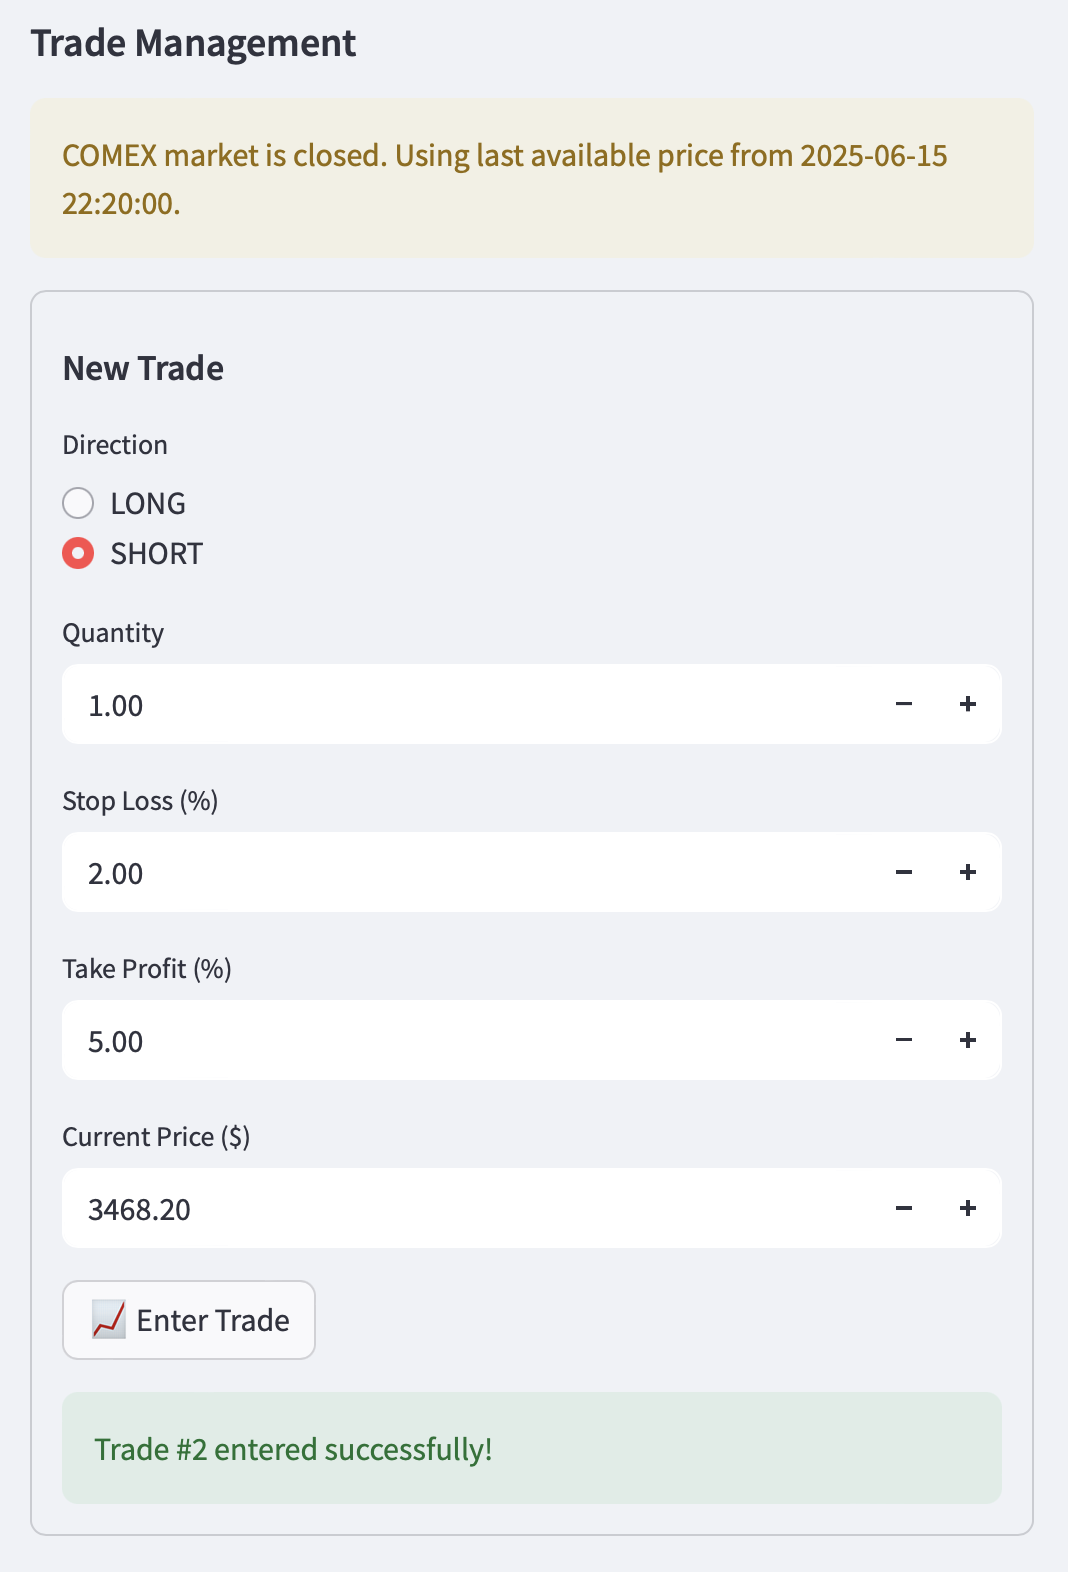 Trade Management
COMEX market is closed. Using last available price from 2025-06-15
22:20:00.
New Trade
Direction
LONG
SHORT
Quantity
1.00
Stop Loss (%)
2.00
Take Profit (%)
5.00
Current Price ($)
3468.20
Enter Trade
Trade #2 entered successfully!